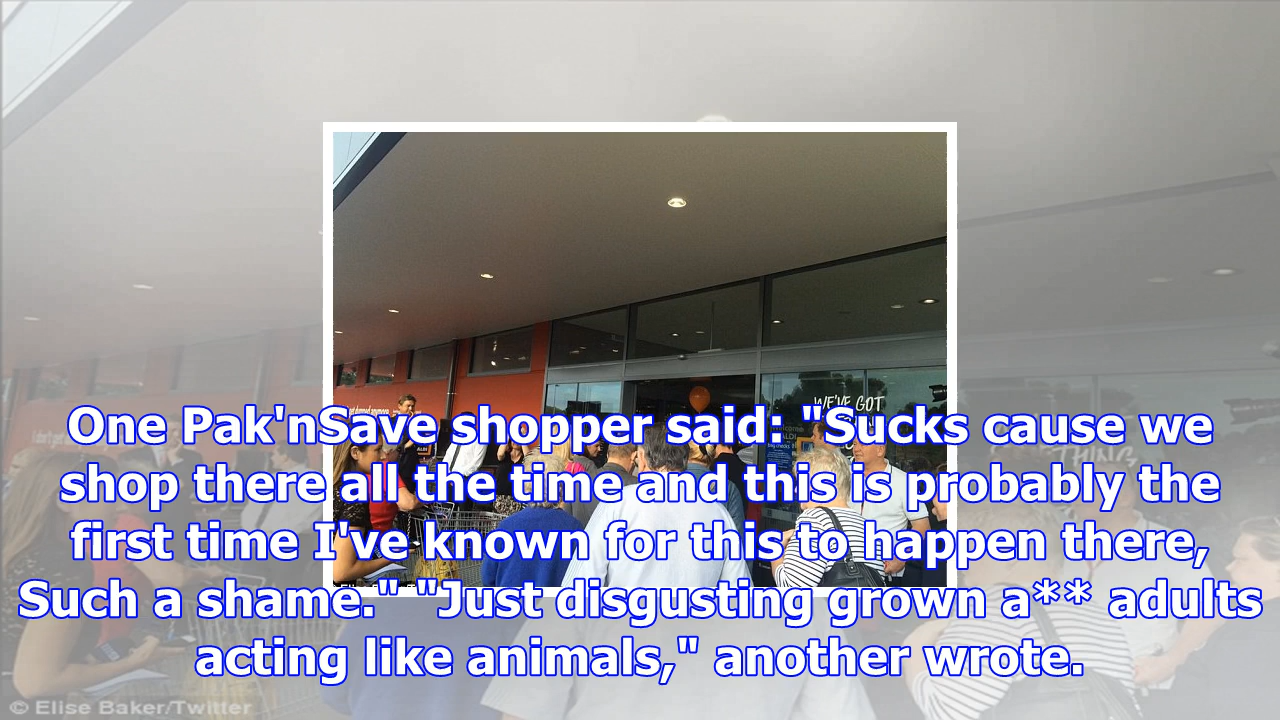 WE'VE GOT
ALDI
One Pak'nSave shopper said: "Sucks cause we
shop there all the time and this is probably the
first time I've known for this to happen there,
Such a shame." "Just disgusting grown a** adults
acting like animals," another wrote.
© Elise Baker/Twitter